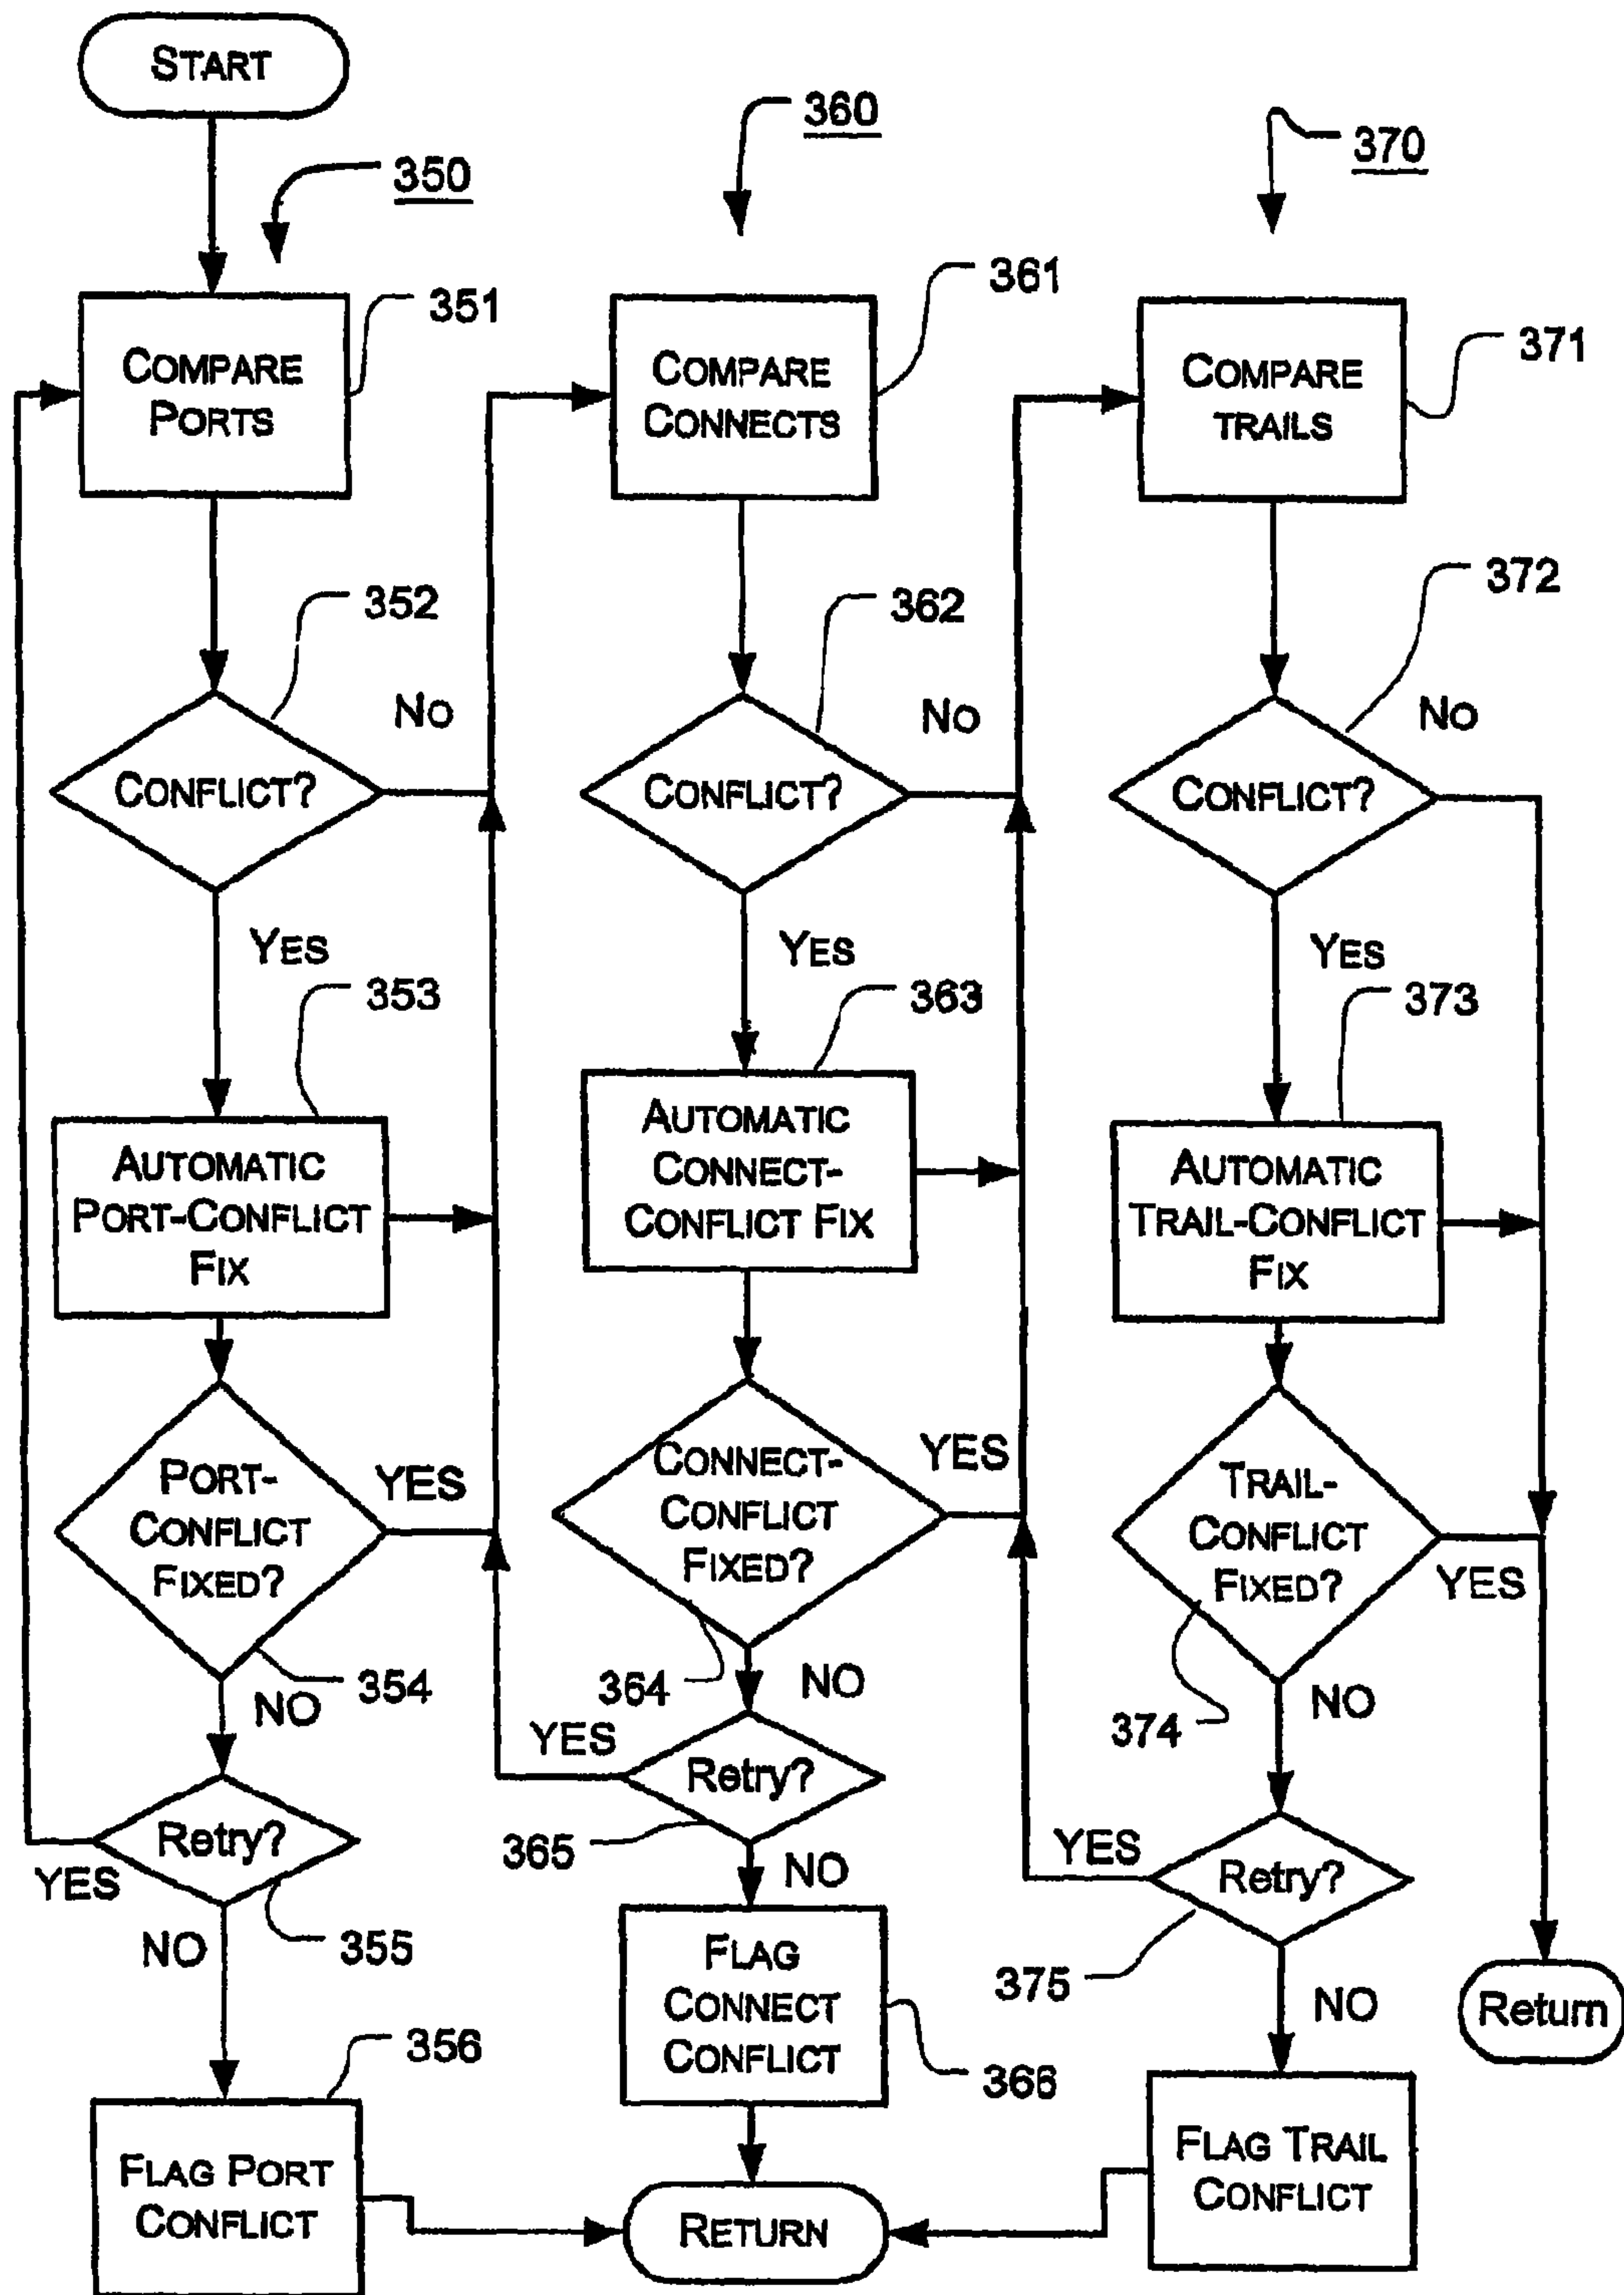 START
350
360
370
COMPARE
PORTS
351
COMPARE
CONNECTS
361
COMPARE
TRAILS
371
352
362
372
NO
NO
NO
CONFLICT?
CONFLICT?
CONFLICT?
YES
YES
YES
353
363
373
AUTOMATIC
PORT-CONFLICT
FIX
AUTOMATIC
CONNECT-
CONFLICT FIX
AUTOMATIC
TRAIL-CONFLICT
FIX
PORT-
CONFLICT
FIXED?
YES
CONNECT-
CONFLICT
FIXED?
YES
TRAIL-
CONFLICT
FIXED?
YES
354
NO
364
NO
374
NO
Retry?
YES
355
NO
YES
Retry?
365
NO
YES
Retry?
375
NO
Return
FLAG
CONNECT
CONFLICT
366
356
FLAG PORT
CONFLICT
RETURN
FLAG TRAIL
CONFLICT